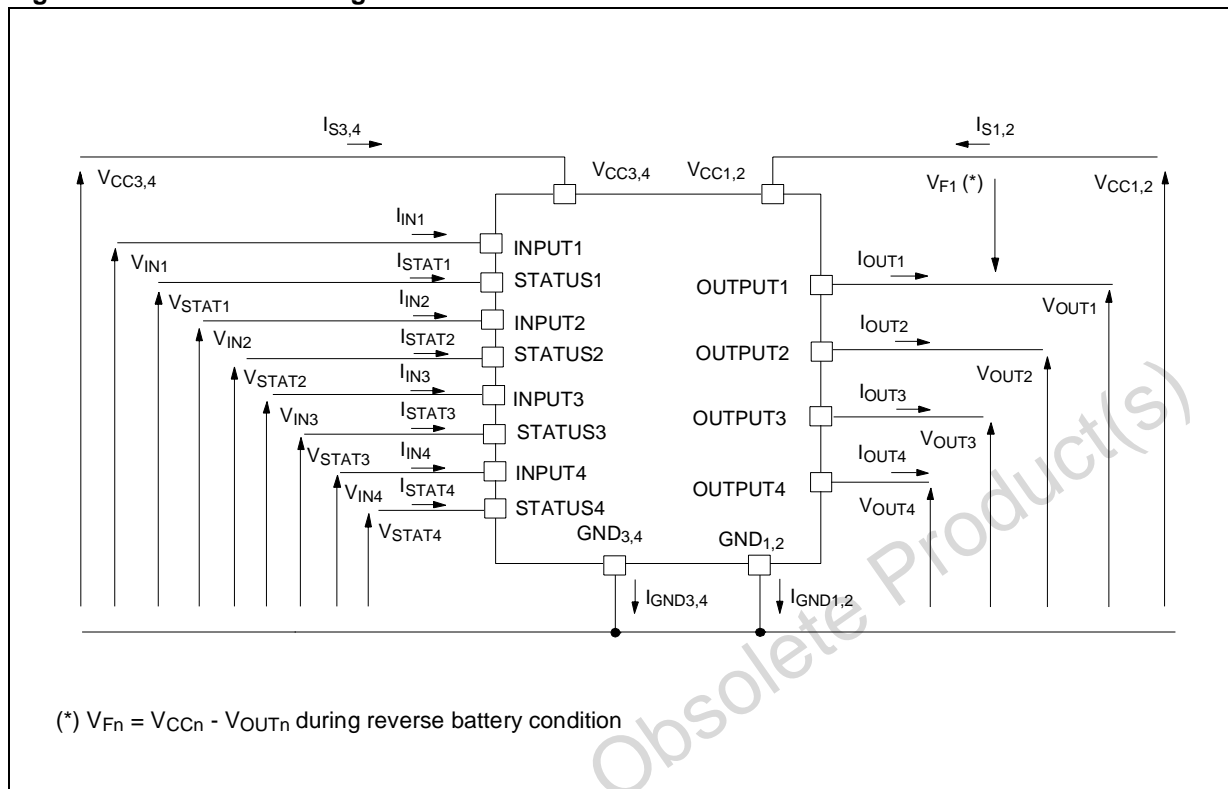 IS3,4
IS1,2
VCC3,4
VCC3,4
VCC1,2
VF1 (*)
VCC1,2
IIN1
INPUT1
VIN1
ISTAT1
STATUS1
IOUT1
OUTPUT1
VOUT1
VSTAT1
IIN2
INPUT2
VIN2
ISTAT2
STATUS2
IOUT2
OUTPUT2
VOUT2
VSTAT2
IIN3
INPUT3
VIN3
ISTAT3
STATUS3
IOUT3
OUTPUT3
VOUT3
VSTAT3
IIN4
INPUT4
VIN4
ISTAT4
STATUS4
IOUT4
OUTPUT4
VOUT4
VSTAT4
GND3,4
GND1,2
IGND3,4
IGND1,2
(*) VFn = VCCn - VOUTn during reverse battery condition
Obsolete Product(s)